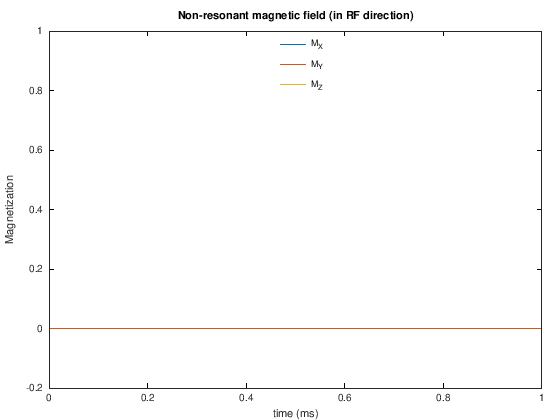 Non-resonant magnetic field (in RF direction)
1
0.8
0.6
0.4
0.2
0
-0.2
Magnetization
M_X
M_Y
M_Z
0
0.2
0.4
0.6
0.8
1
time (ms)